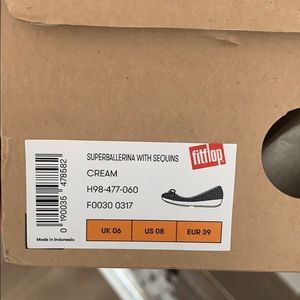 SUPERBALLERINA WITH SEQUINS
fitflop
CREAM
H98-477-060
F0030 0317
UK 06 US 08 EUR 39
0 190035 478582
Made in Indonesia